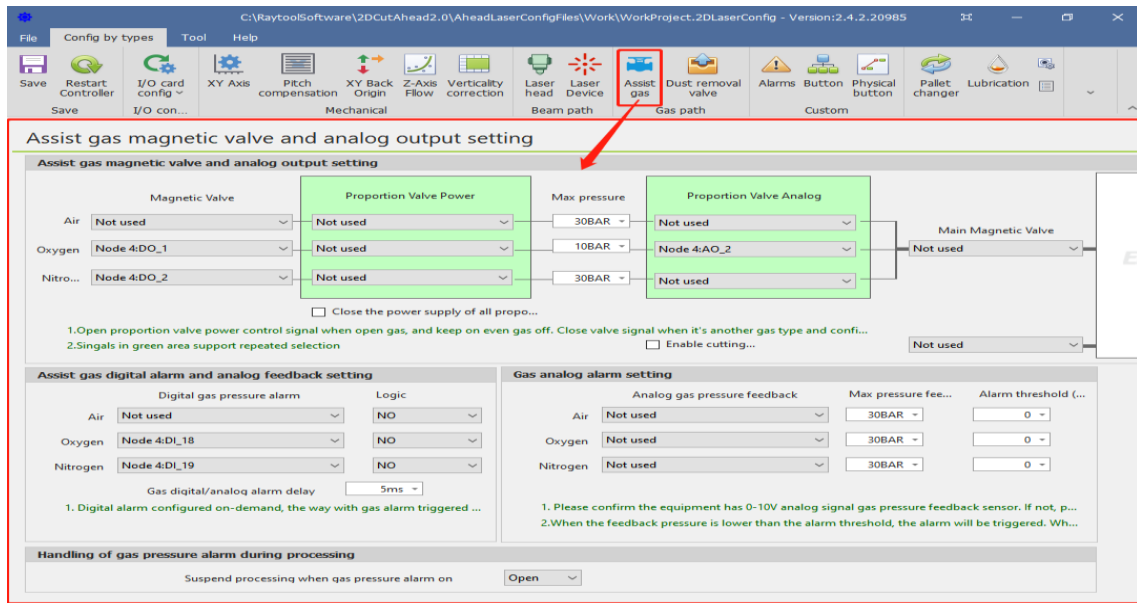 C:\RaytoolSoftware\2DCutAhead2.0\AheadLaserConfigFiles\Work\WorkProject.2DLaserConfig - Version:2.4.2.20985
File Config by types Tool Help
Save Restart Controller I/O card config XY Axis Pitch compensation XY Back Origin Z-Axis Fllow Verticality correction Laser head Laser Device Assist gas Dust removal valve Alarms Button Physical button Pallet changer Lubrication
Save I/O con... Mechanical Beam path Gas path Custom
Assist gas magnetic valve and analog output setting
Assist gas magnetic valve and analog output setting
Magnetic Valve Proportion Valve Power Max pressure Proportion Valve Analog
Air Not used Not used 30BAR Not used
Main Magnetic Valve
Oxygen Node 4:DO_1 Not used 10BAR Node 4:AO_2 Not used
Nitro... Node 4:DO_2 Not used 30BAR Not used
Close the power supply of all propo...
1.Open proportion valve power control signal when open gas, and keep on even gas off. Close valve signal when it's another gas type and confi...
2.Singals in green area support repeated selection Enable cutting... Not used
Assist gas digital alarm and analog feedback setting
Digital gas pressure alarm Logic
Air Not used NO
Oxygen Node 4:DI_18 NO
Nitrogen Node 4:DI_19 NO
Gas digital/analog alarm delay 5ms
1. Digital alarm configured on-demand, the way with gas alarm triggered ...
Gas analog alarm setting
Analog gas pressure feedback Max pressure fee... Alarm threshold (...
Air Not used 30BAR 0
Oxygen Not used 30BAR 0
Nitrogen Not used 30BAR 0
1. Please confirm the equipment has 0-10V analog signal gas pressure feedback sensor. If not, p...
2.When the feedback pressure is lower than the alarm threshold, the alarm will be triggered. Wh...
Handling of gas pressure alarm during processing
Suspend processing when gas pressure alarm on Open